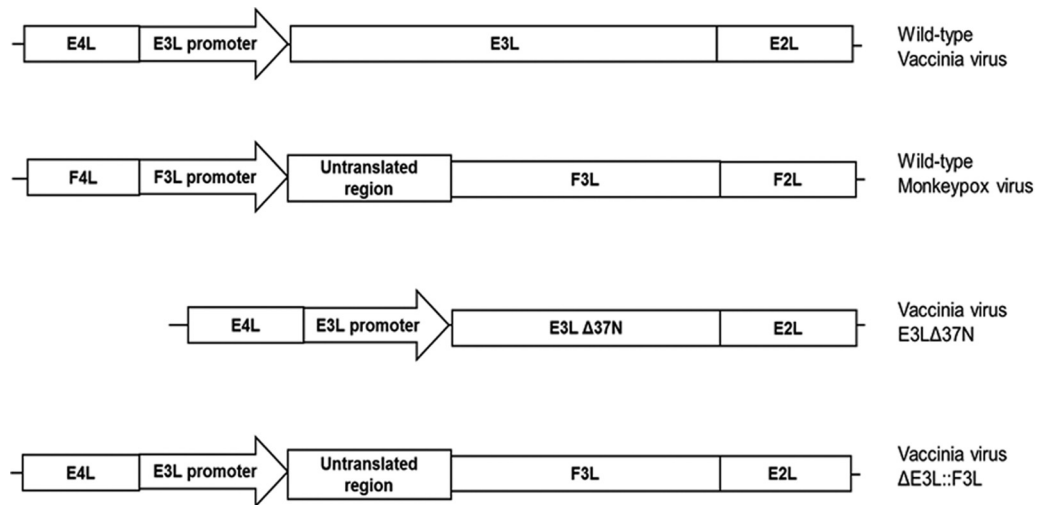 E4L E3L promoter E3L E2L Wild-type
Vaccinia virus
F4L F3L promoter Untranslated
region F3L F2L Wild-type
Monkeypox virus
E4L E3L promoter E3L Δ37N E2L Vaccinia virus
E3LΔ37N
E4L E3L promoter Untranslated
region F3L E2L Vaccinia virus
ΔE3L::F3L